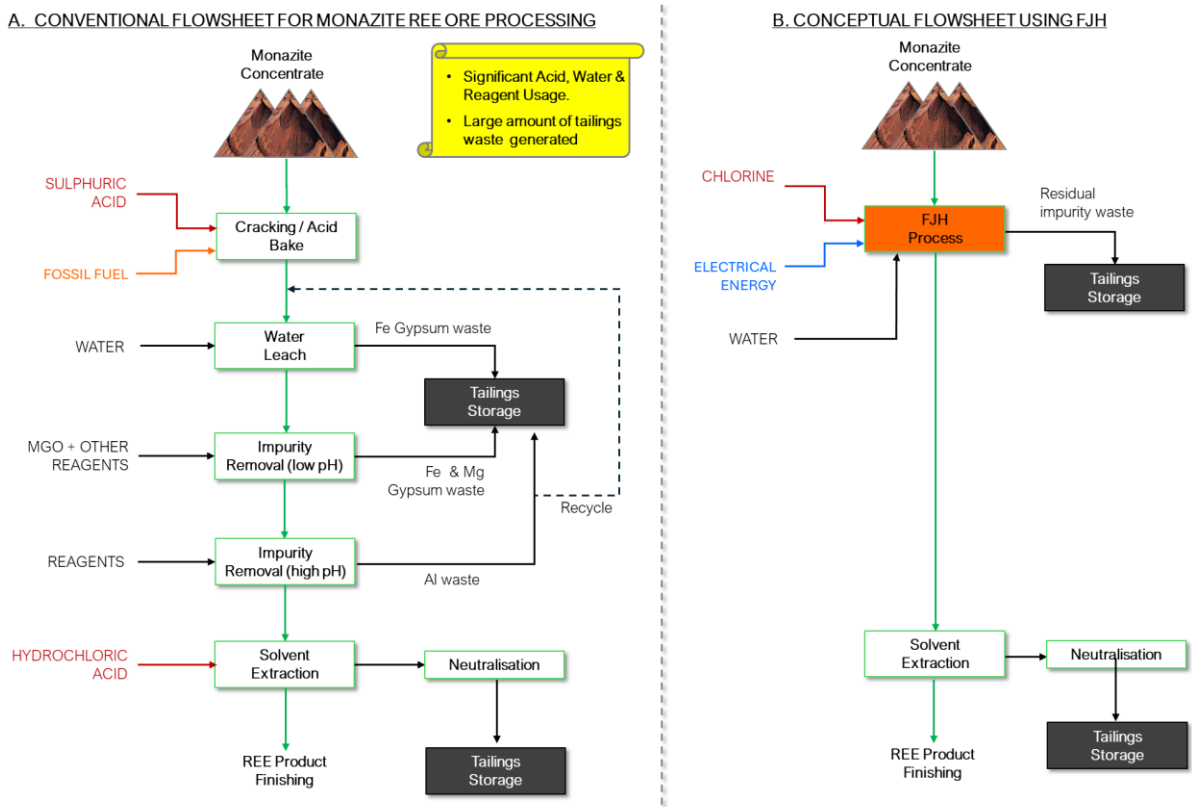 A. CONVENTIONAL FLOWSHEET FOR MONAZITE REE ORE PROCESSING
Monazite
Concentrate
• Significant Acid, Water &
Reagent Usage.
• Large amount of tailings
waste generated
SULPHURIC
ACID
Cracking / Acid
Bake
FOSSIL FUEL
WATER
Water
Leach
Fe Gypsum waste
Tailings
Storage
MGO + OTHER
REAGENTS
Impurity
Removal (low pH)
Fe & Mg
Gypsum waste
Recycle
REAGENTS
Impurity
Removal (high pH)
Al waste
HYDROCHLORIC
ACID
Solvent
Extraction
Neutralisation
REE Product
Finishing
Tailings
Storage
B. CONCEPTUAL FLOWSHEET USING FJH
Monazite
Concentrate
CHLORINE
FJH
Process
Residual
impurity waste
ELECTRICAL
ENERGY
Tailings
Storage
WATER
Solvent
Extraction
Neutralisation
REE Product
Finishing
Tailings
Storage